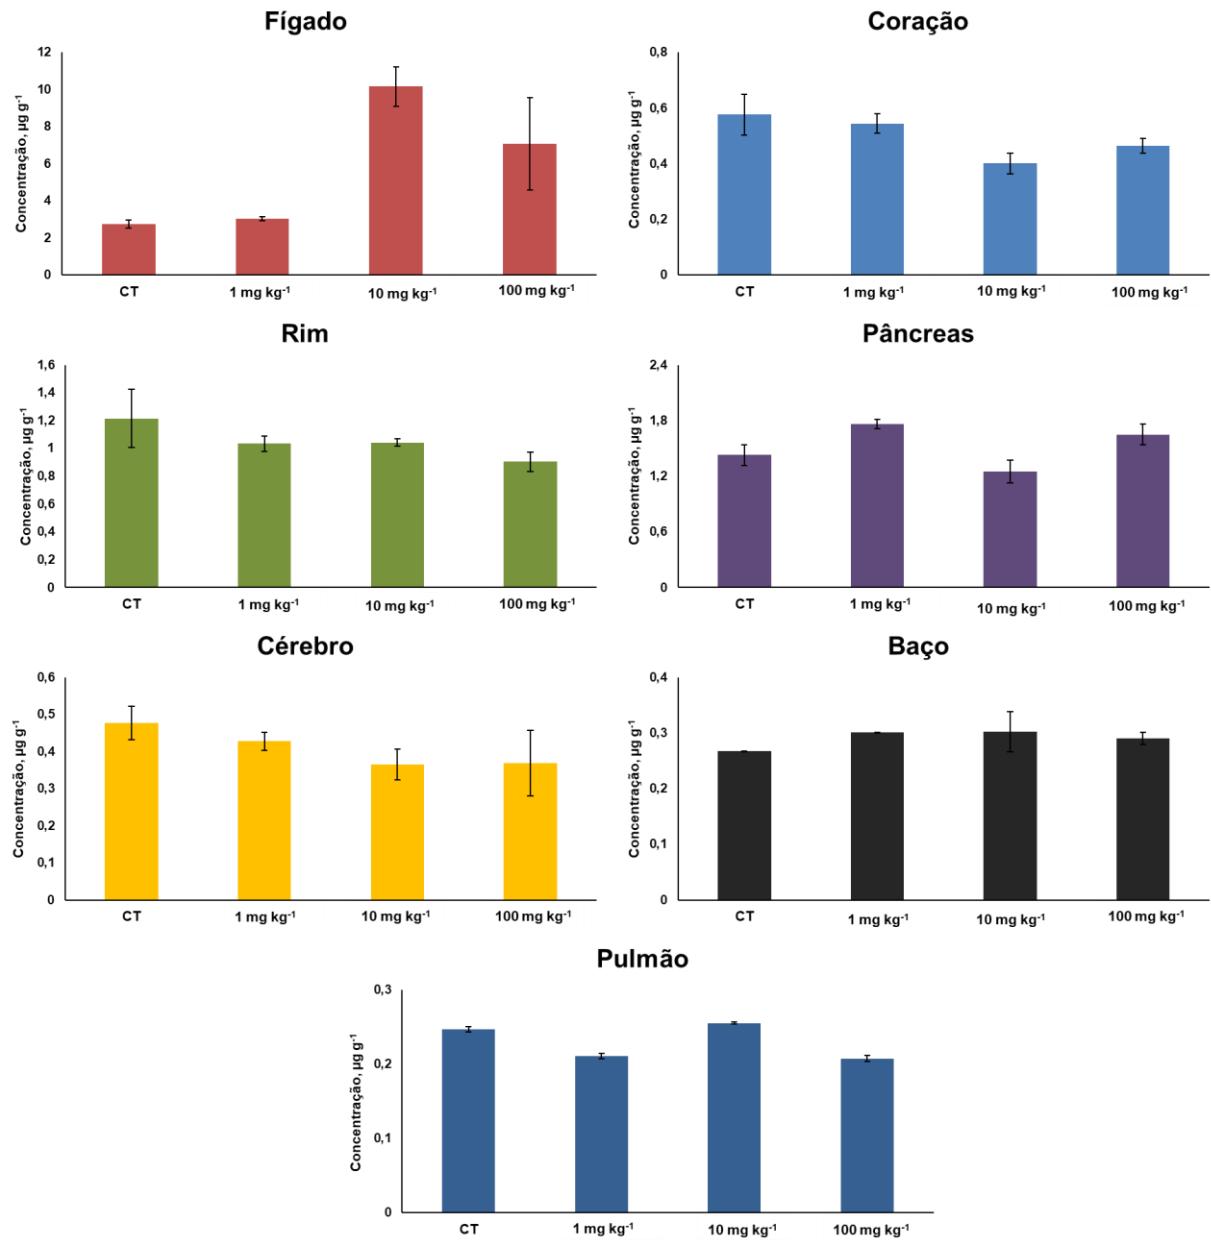 Fígado
Concentração, µg g⁻¹
12
10
8
6
4
2
0
CT
1 mg kg⁻¹
10 mg kg⁻¹
100 mg kg⁻¹
Coração
Concentração, µg g⁻¹
0,8
0,6
0,4
0,2
0
CT
1 mg kg⁻¹
10 mg kg⁻¹
100 mg kg⁻¹
Rim
Concentração, µg g⁻¹
1,6
1,4
1,2
1
0,8
0,6
0,4
0,2
0
CT
1 mg kg⁻¹
10 mg kg⁻¹
100 mg kg⁻¹
Pâncreas
Concentração, µg g⁻¹
2,4
1,8
1,2
0,6
0
CT
1 mg kg⁻¹
10 mg kg⁻¹
100 mg kg⁻¹
Cérebro
Concentração, µg g⁻¹
0,6
0,5
0,4
0,3
0,2
0,1
0
CT
1 mg kg⁻¹
10 mg kg⁻¹
100 mg kg⁻¹
Baço
Concentração, µg g⁻¹
0,4
0,3
0,2
0,1
0
CT
1 mg kg⁻¹
10 mg kg⁻¹
100 mg kg⁻¹
Pulmão
Concentração, µg g⁻¹
0,3
0,2
0,1
0
CT
1 mg kg⁻¹
10 mg kg⁻¹
100 mg kg⁻¹